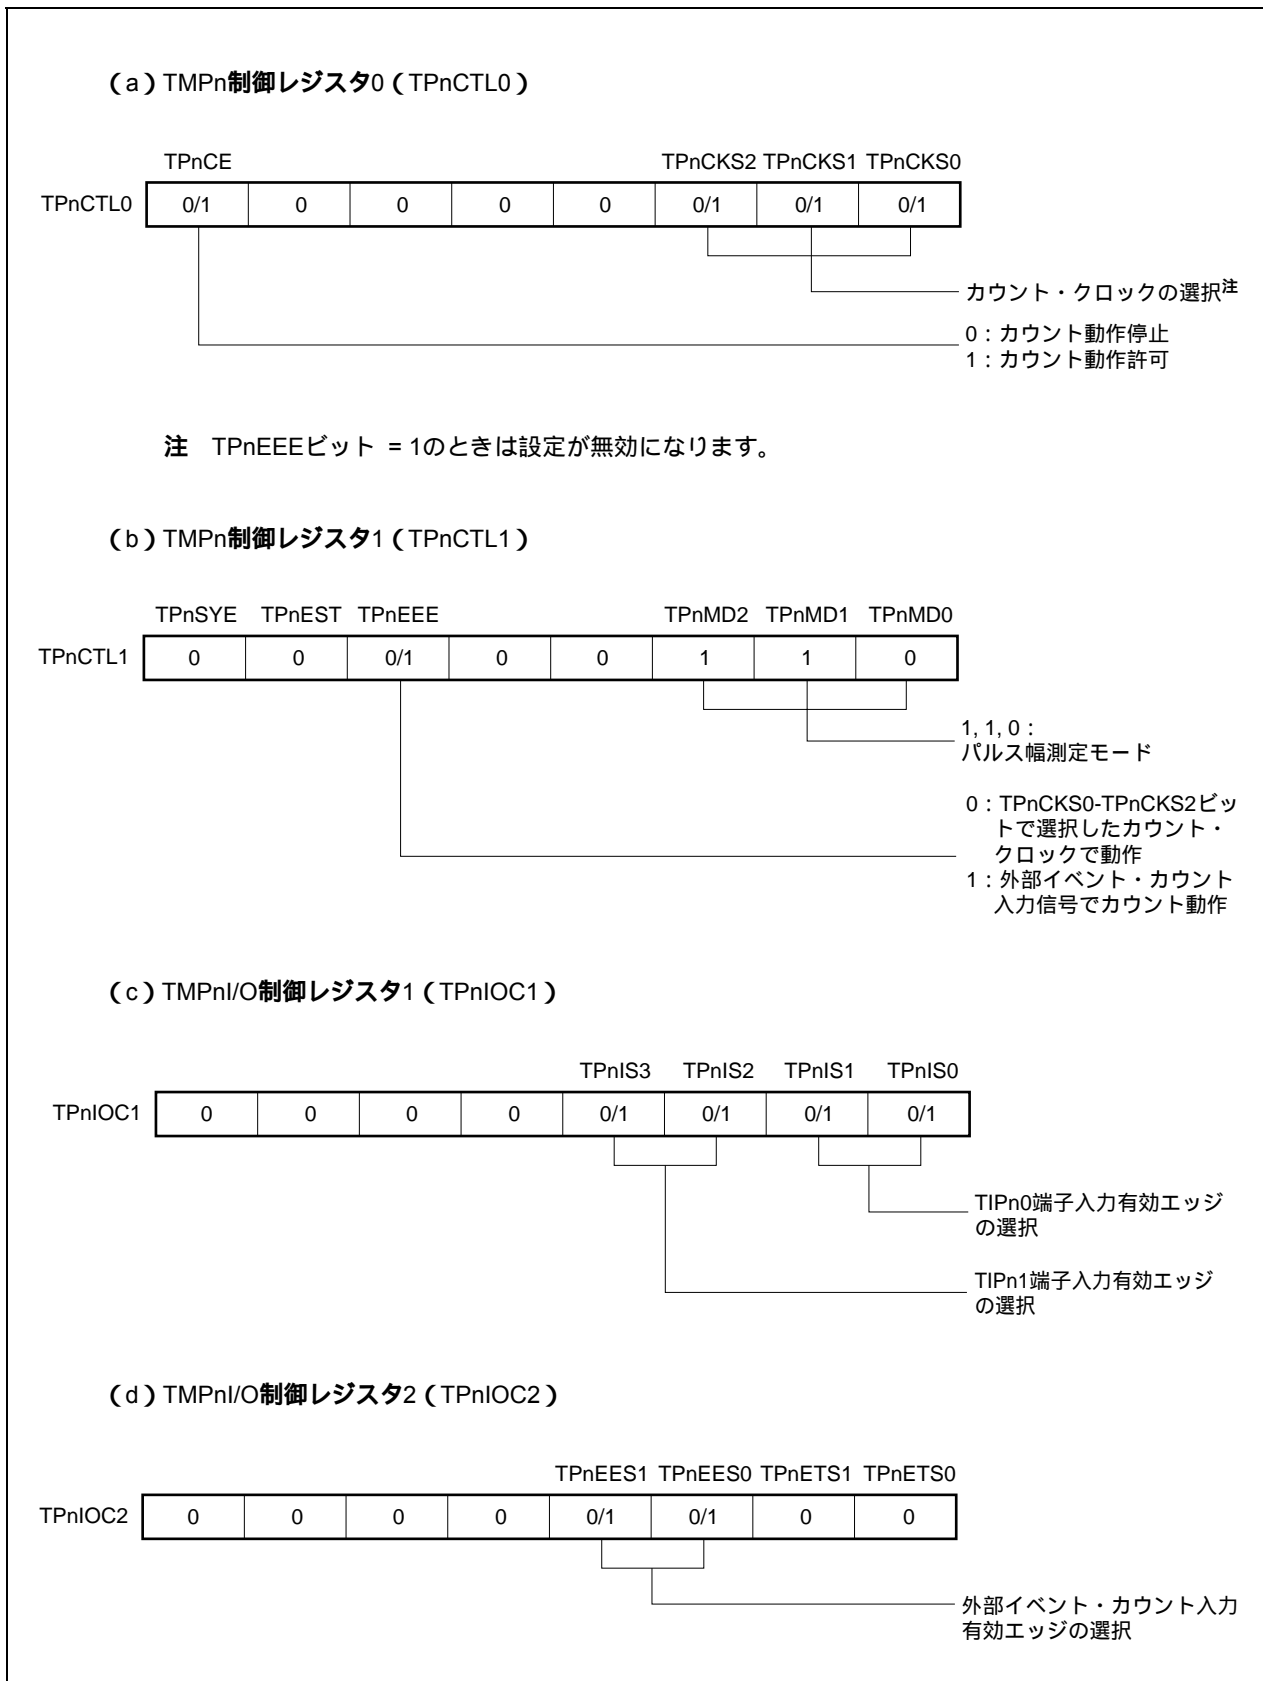 (a) TMPn制御レジスタ0 (TPnCTL0)
TPnCE TPnCKS2 TPnCKS1 TPnCKS0
TPnCTL0 0/1 0 0 0 0 0/1 0/1 0/1
カウント・クロックの選択注
0:カウント動作停止
1:カウント動作許可
注 TPnEEEビット = 1のときは設定が無効になります。
(b) TMPn制御レジスタ1 (TPnCTL1)
TPnSYE TPnEST TPnEEE TPnMD2 TPnMD1 TPnMD0
TPnCTL1 0 0 0/1 0 0 1 1 0
1, 1, 0:
パルス幅測定モード
0:TPnCKS0-TPnCKS2ビッ
トで選択したカウント・
クロックで動作
1:外部イベント・カウント
入力信号でカウント動作
(c) TMPnI/O制御レジスタ1 (TPnIOC1)
TPnIS3 TPnIS2 TPnIS1 TPnIS0
TPnIOC1 0 0 0 0 0/1 0/1 0/1 0/1
TIPn0端子入力有効エッジ
の選択
TIPn1端子入力有効エッジ
の選択
(d) TMPnI/O制御レジスタ2 (TPnIOC2)
TPnEES1 TPnEES0 TPnETS1 TPnETS0
TPnIOC2 0 0 0 0 0/1 0/1 0 0
外部イベント・カウント入力
有効エッジの選択